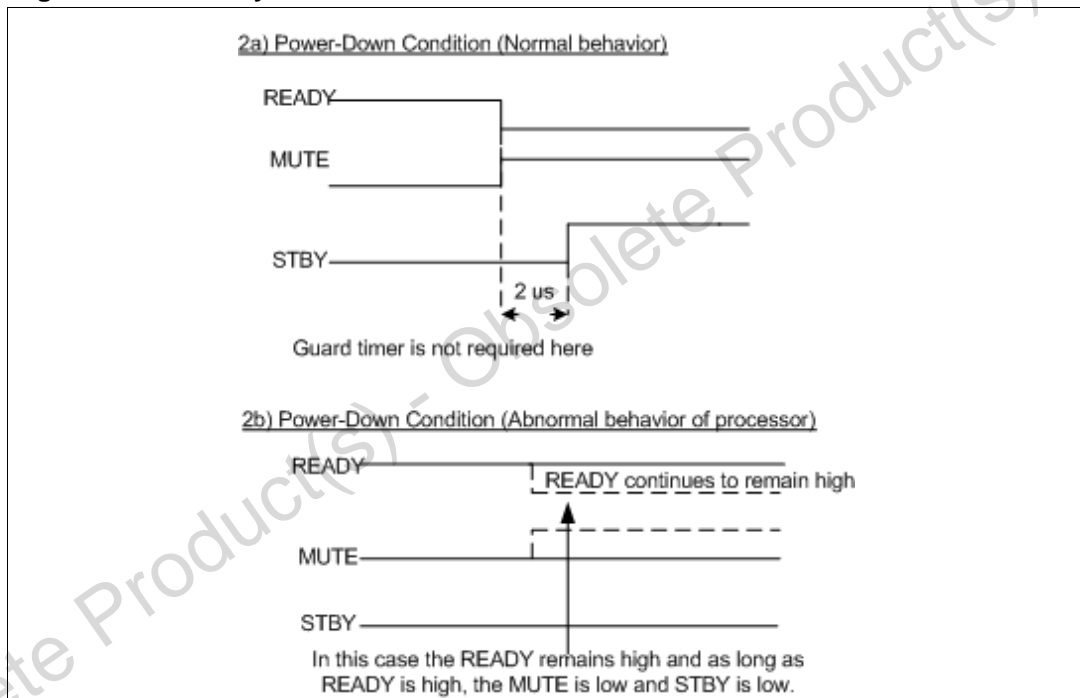 2a) Power-Down Condition (Normal behavior)
READY
MUTE
STBY
2 us
Guard timer is not required here
2b) Power-Down Condition (Abnormal behavior of processor)
READY
READY continues to remain high
MUTE
STBY
In this case the READY remains high and as long as
READY is high, the MUTE is low and STBY is low.
ete Product(s) - Obsolete Product(s)